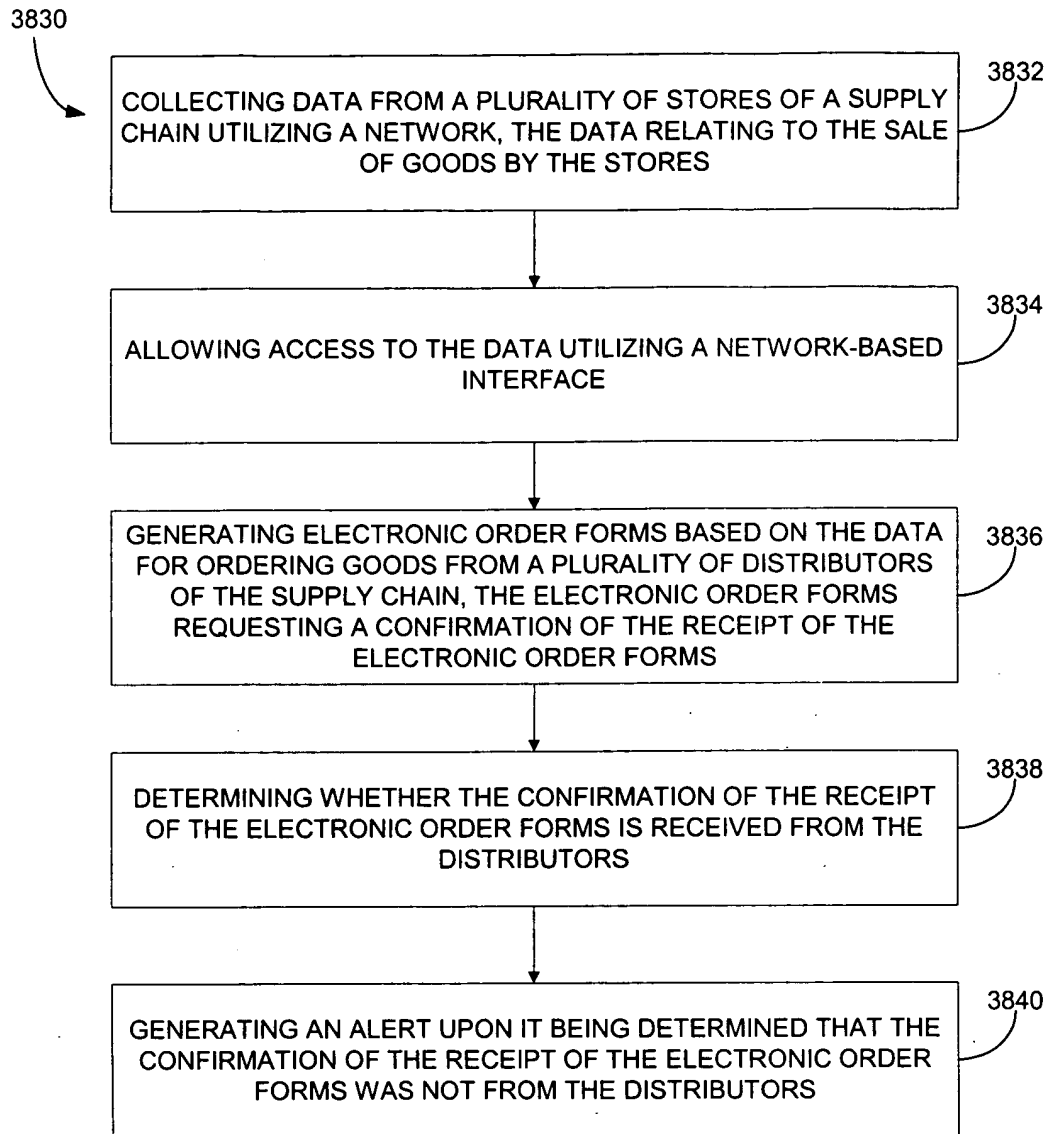 3830
3832
COLLECTING DATA FROM A PLURALITY OF STORES OF A SUPPLY
CHAIN UTILIZING A NETWORK, THE DATA RELATING TO THE SALE
OF GOODS BY THE STORES
3834
ALLOWING ACCESS TO THE DATA UTILIZING A NETWORK-BASED
INTERFACE
3836
GENERATING ELECTRONIC ORDER FORMS BASED ON THE DATA
FOR ORDERING GOODS FROM A PLURALITY OF DISTRIBUTORS
OF THE SUPPLY CHAIN, THE ELECTRONIC ORDER FORMS
REQUESTING A CONFIRMATION OF THE RECEIPT OF THE
ELECTRONIC ORDER FORMS
3838
DETERMINING WHETHER THE CONFIRMATION OF THE RECEIPT
OF THE ELECTRONIC ORDER FORMS IS RECEIVED FROM THE
DISTRIBUTORS
3840
GENERATING AN ALERT UPON IT BEING DETERMINED THAT THE
CONFIRMATION OF THE RECEIPT OF THE ELECTRONIC ORDER
FORMS WAS NOT FROM THE DISTRIBUTORS